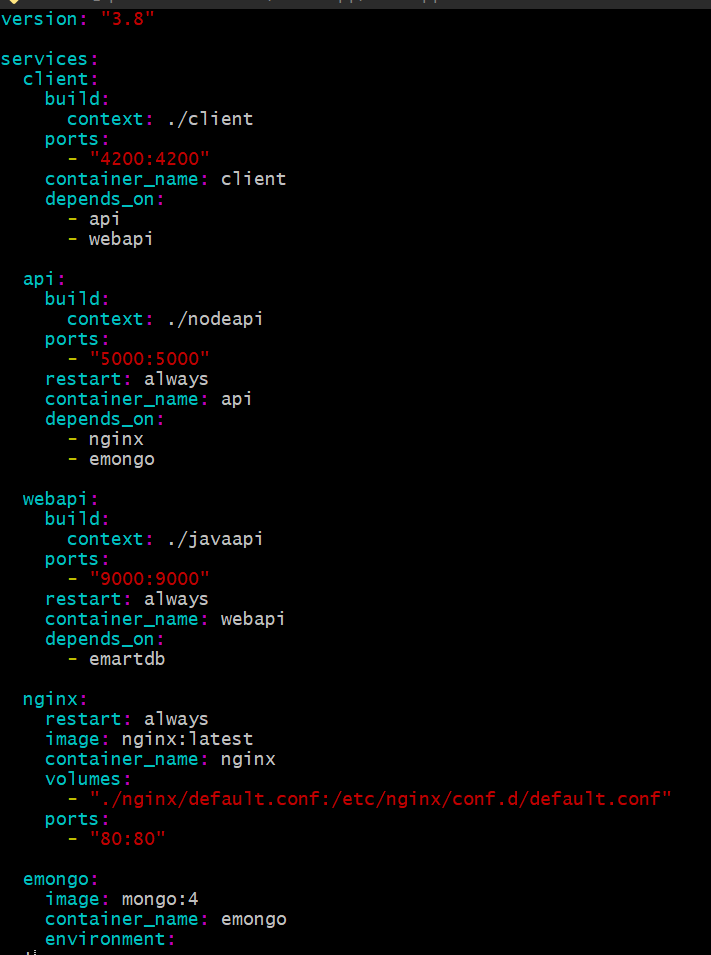 version: "3.8"

services:
  client:
    build:
      context: ./client
    ports:
      - "4200:4200"
    container_name: client
    depends_on:
      - api
      - webapi

  api:
    build:
      context: ./nodeapi
    ports:
      - "5000:5000"
    restart: always
    container_name: api
    depends_on:
      - nginx
      - emongo

  webapi:
    build:
      context: ./javaapi
    ports:
      - "9000:9000"
    restart: always
    container_name: webapi
    depends_on:
      - emartdb

  nginx:
    restart: always
    image: nginx:latest
    container_name: nginx
    volumes:
      - "./nginx/default.conf:/etc/nginx/conf.d/default.conf"
    ports:
      - "80:80"

  emongo:
    image: mongo:4
    container_name: emongo
    environment: